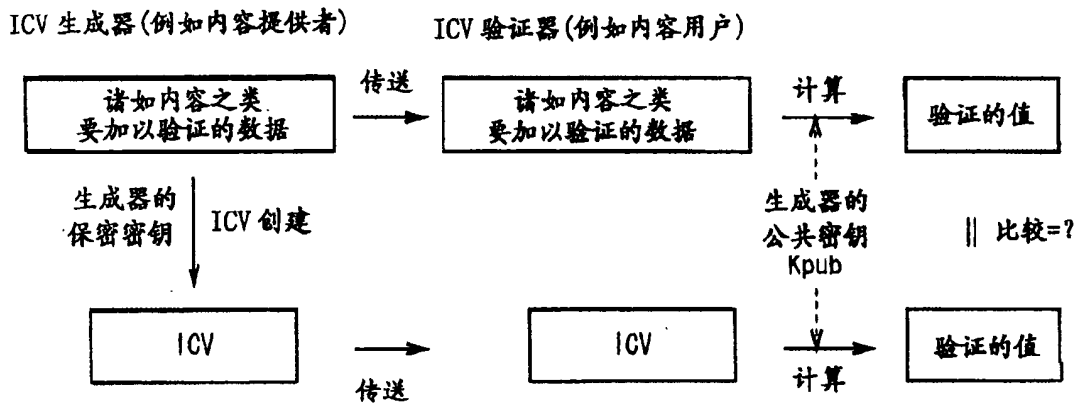 ICV 生成器(例如内容提供者)
ICV 验证器(例如内容用户)
诸如内容之类
要加以验证的数据
传送
诸如内容之类
要加以验证的数据
计算
验证的值
生成器的
保密密钥
ICV 创建
生成器的
公共密钥
Kpub
|| 比较=?
ICV
传送
ICV
计算
验证的值